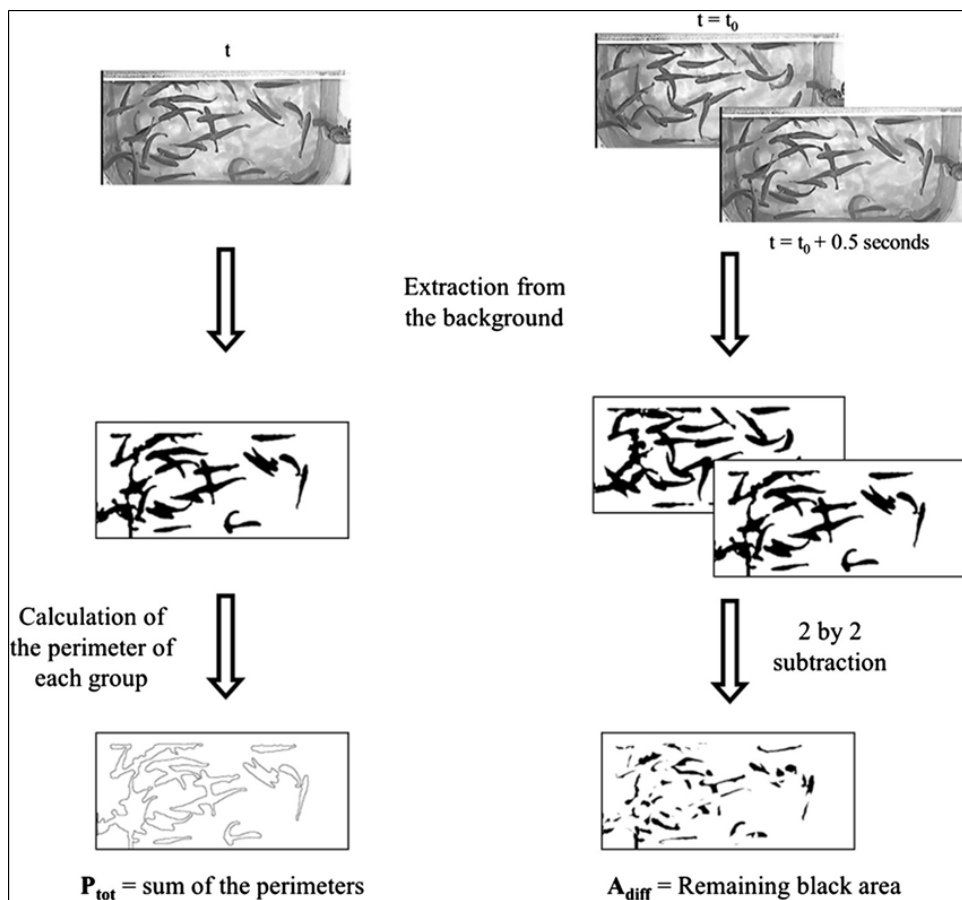 t
t = t0
t = t0 + 0.5 seconds
Extraction from
the background
Calculation of
the perimeter of
each group
2 by 2
subtraction
Ptot = sum of the perimeters
Adiff = Remaining black area